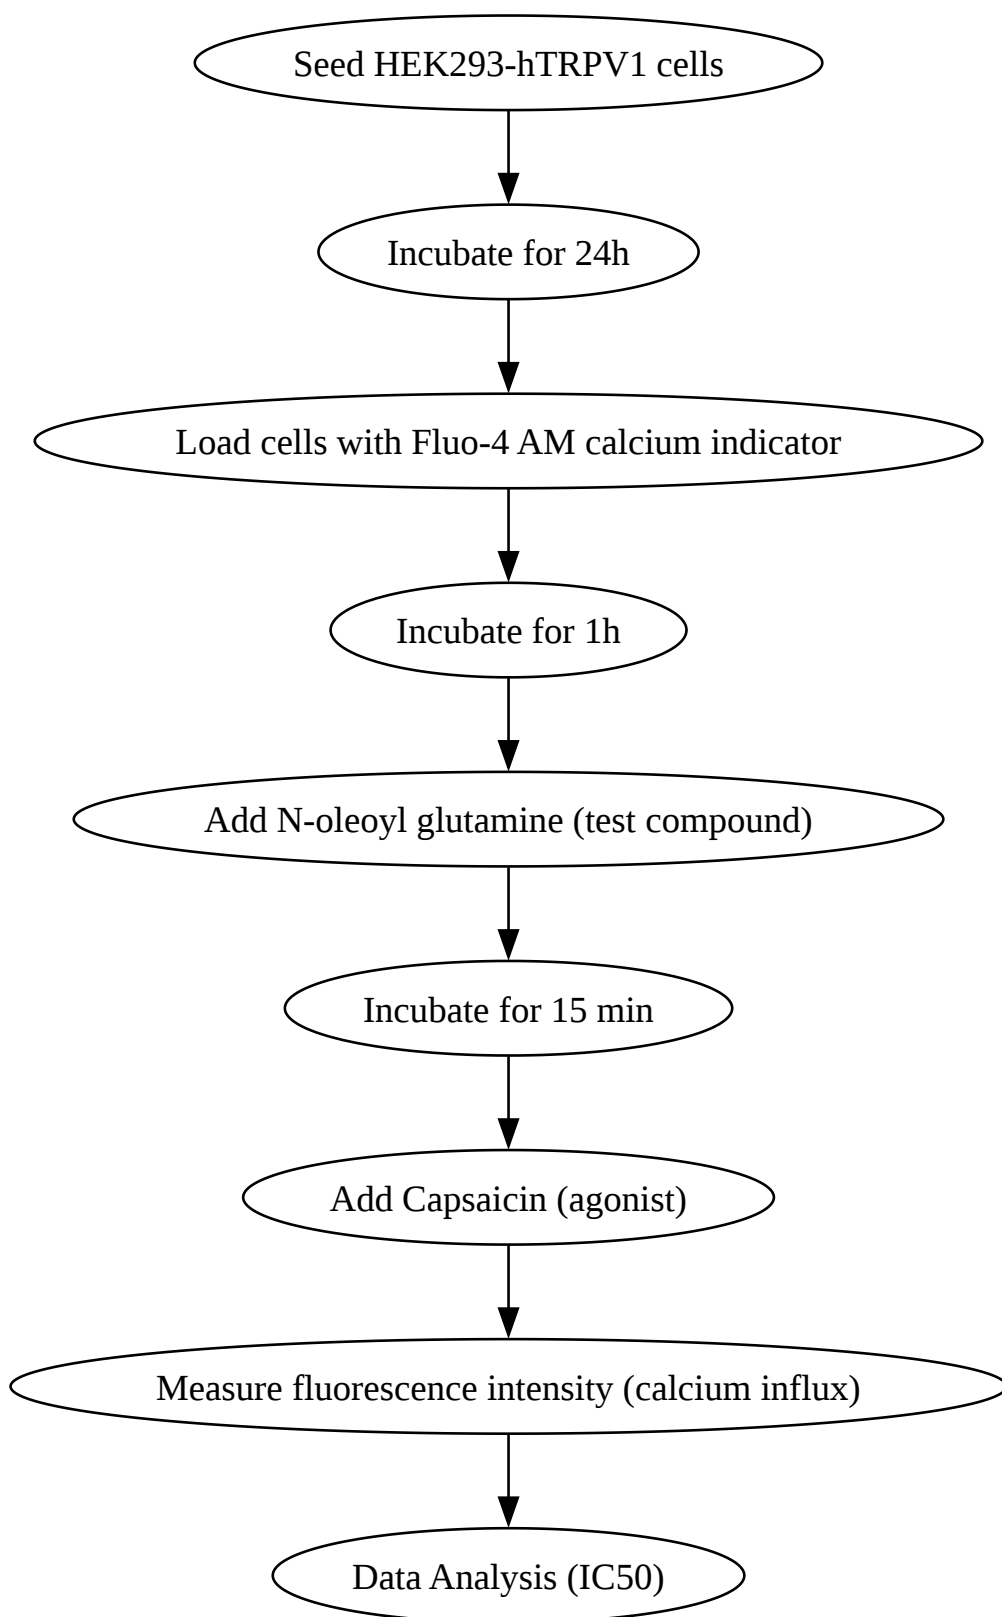 Seed HEK293-hTRPV1 cells
Incubate for 24h
Load cells with Fluo-4 AM calcium indicator
Incubate for 1h
Add N-oleoyl glutamine (test compound)
Incubate for 15 min
Add Capsaicin (agonist)
Measure fluorescence intensity (calcium influx)
Data Analysis (IC50)